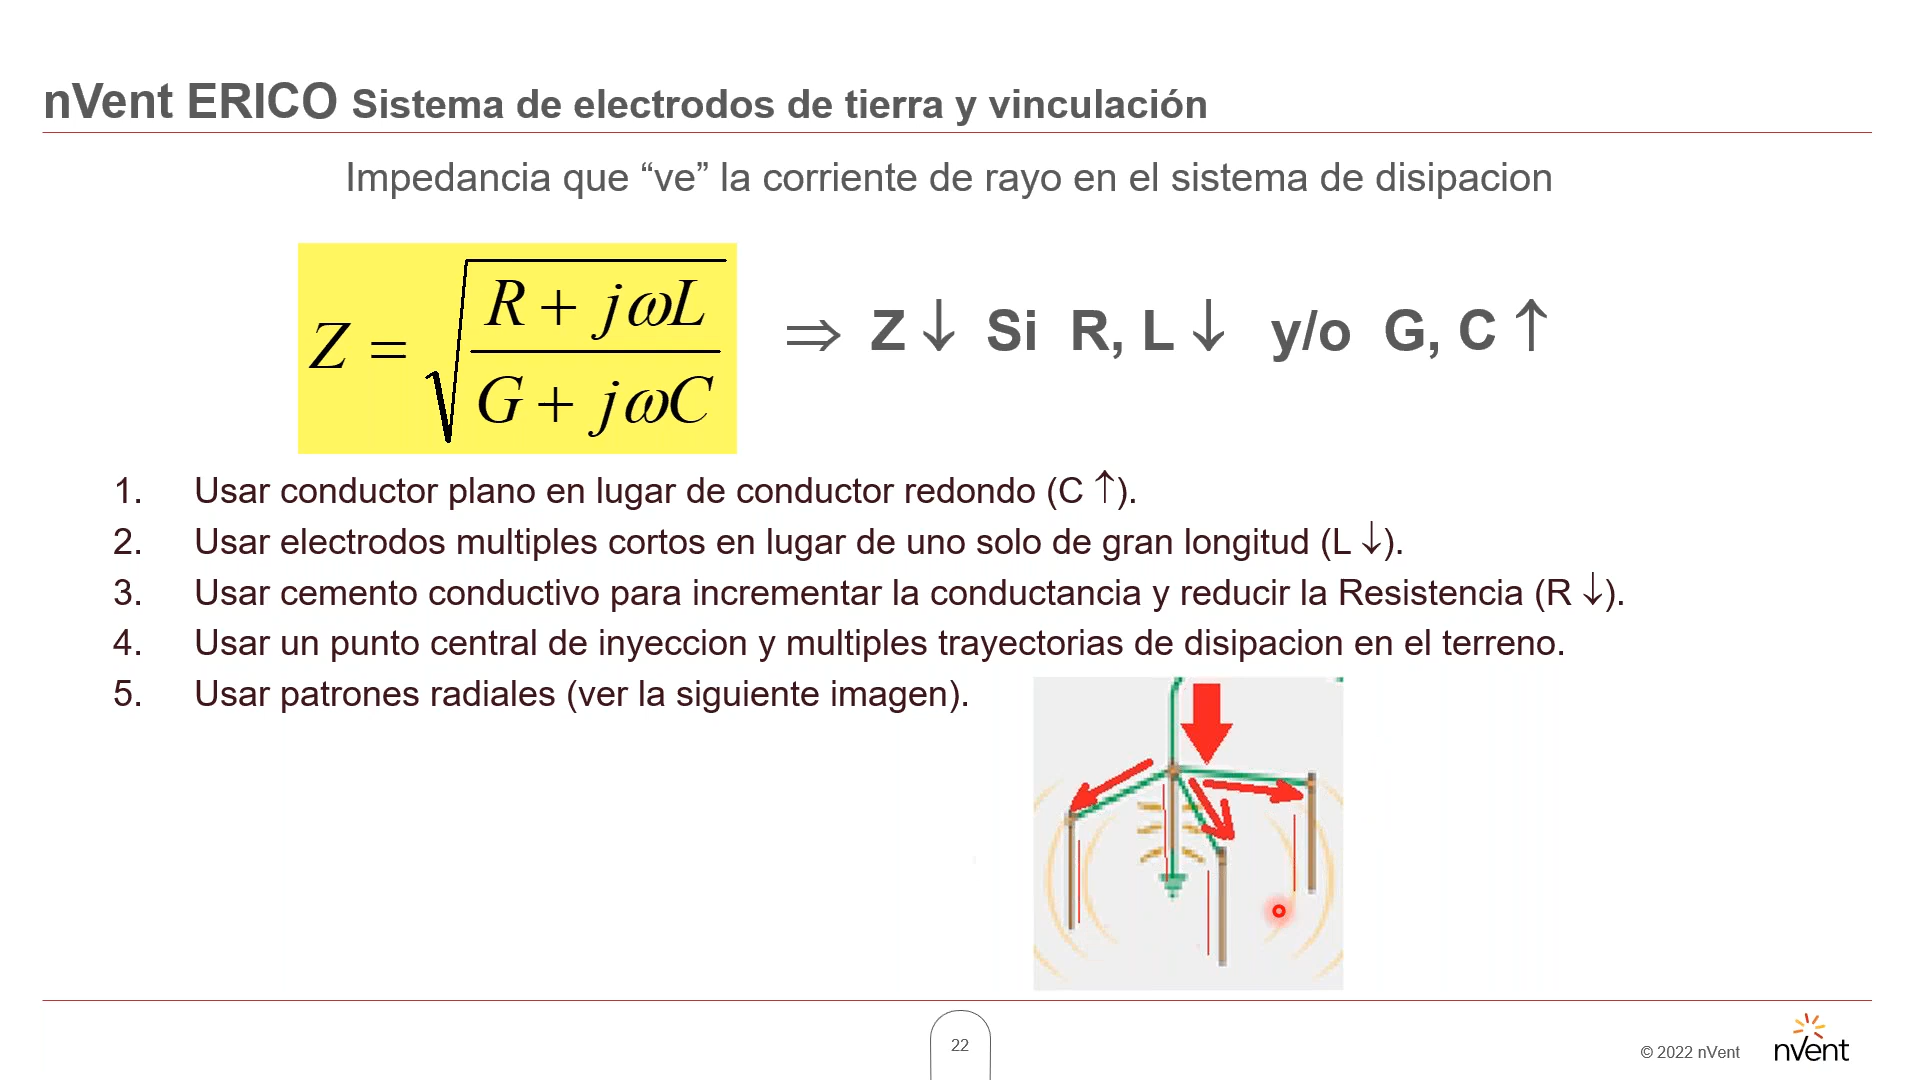 nVent ERICO Sistema de electrodos de tierra y vinculación
Impedancia que “ve” la corriente de rayo en el sistema de disipacion
Z = √((R + jωL)/(G + jωC)) ⇒ Z ↓ Si R, L ↓ y/o G, C ↑
1. Usar conductor plano en lugar de conductor redondo (C ↑).
2. Usar electrodos multiples cortos en lugar de uno solo de gran longitud (L ↓).
3. Usar cemento conductivo para incrementar la conductancia y reducir la Resistencia (R ↓).
4. Usar un punto central de inyeccion y multiples trayectorias de disipacion en el terreno.
5. Usar patrones radiales (ver la siguiente imagen).
22
© 2022 nVent
nVent